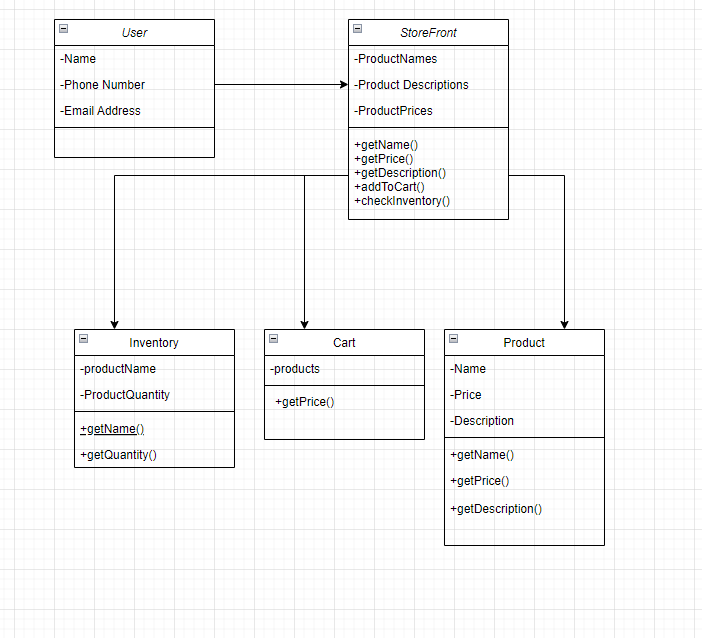 User
-Name
-Phone Number
-Email Address
StoreFront
-ProductNames
-Product Descriptions
-ProductPrices
+getName()
+getPrice()
+getDescription()
+addToCart()
+checkInventory()
Inventory
-productName
-ProductQuantity
+getName()
+getQuantity()
Cart
-products
+getPrice()
Product
-Name
-Price
-Description
+getName()
+getPrice()
+getDescription()